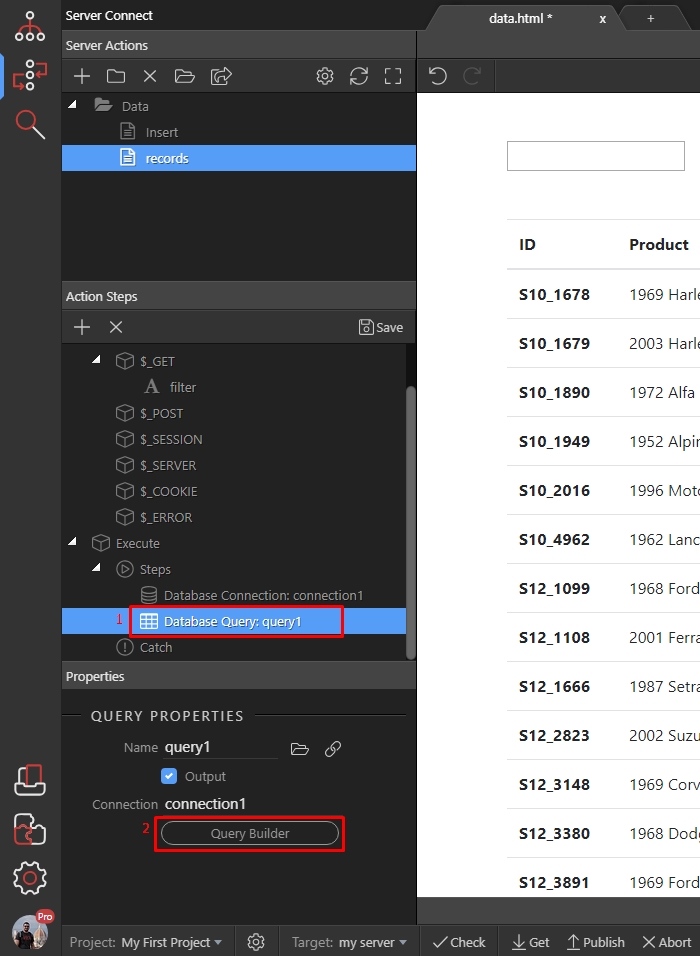 Server Connect
data.html *
x
+
Server Actions
Data
Insert
records
Action Steps
Save
$_GET
A filter
$_POST
$_SESSION
$_SERVER
$_COOKIE
$_ERROR
Execute
Steps
Database Connection: connection1
1 Database Query: query1
Catch
Properties
QUERY PROPERTIES
Name query1
Output
Connection connection1
2 Query Builder
ID Product
S10_1678 1969 Harle
S10_1679 2003 Harle
S10_1890 1972 Alfa
S10_1949 1952 Alpin
S10_2016 1996 Moto
S10_4962 1962 Lanc
S12_1099 1968 Ford
S12_1108 2001 Ferra
S12_1666 1987 Setra
S12_2823 2002 Suzu
S12_3148 1969 Corv
S12_3380 1968 Dodg
S12_3891 1969 Ford
Pro
Project: My First Project
Target: my server
Check
Get
Publish
Abort